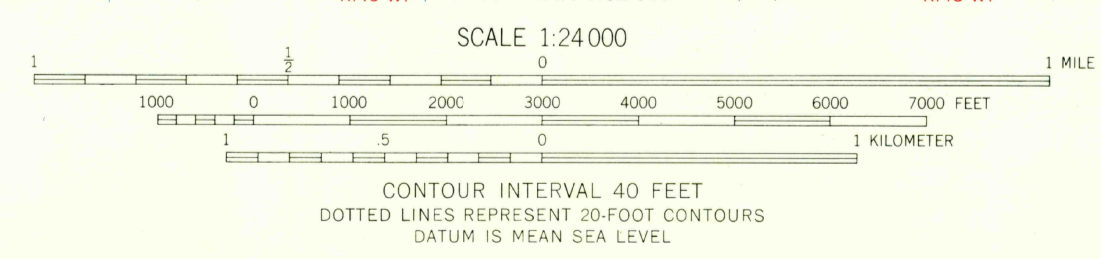 SCALE 1:24 000
1 1/2 0 1 MILE
1000 0 1000 2000 3000 4000 5000 6000 7000 FEET
1 .5 0 1 KILOMETER
CONTOUR INTERVAL 40 FEET
DOTTED LINES REPRESENT 20-FOOT CONTOURS
DATUM IS MEAN SEA LEVEL